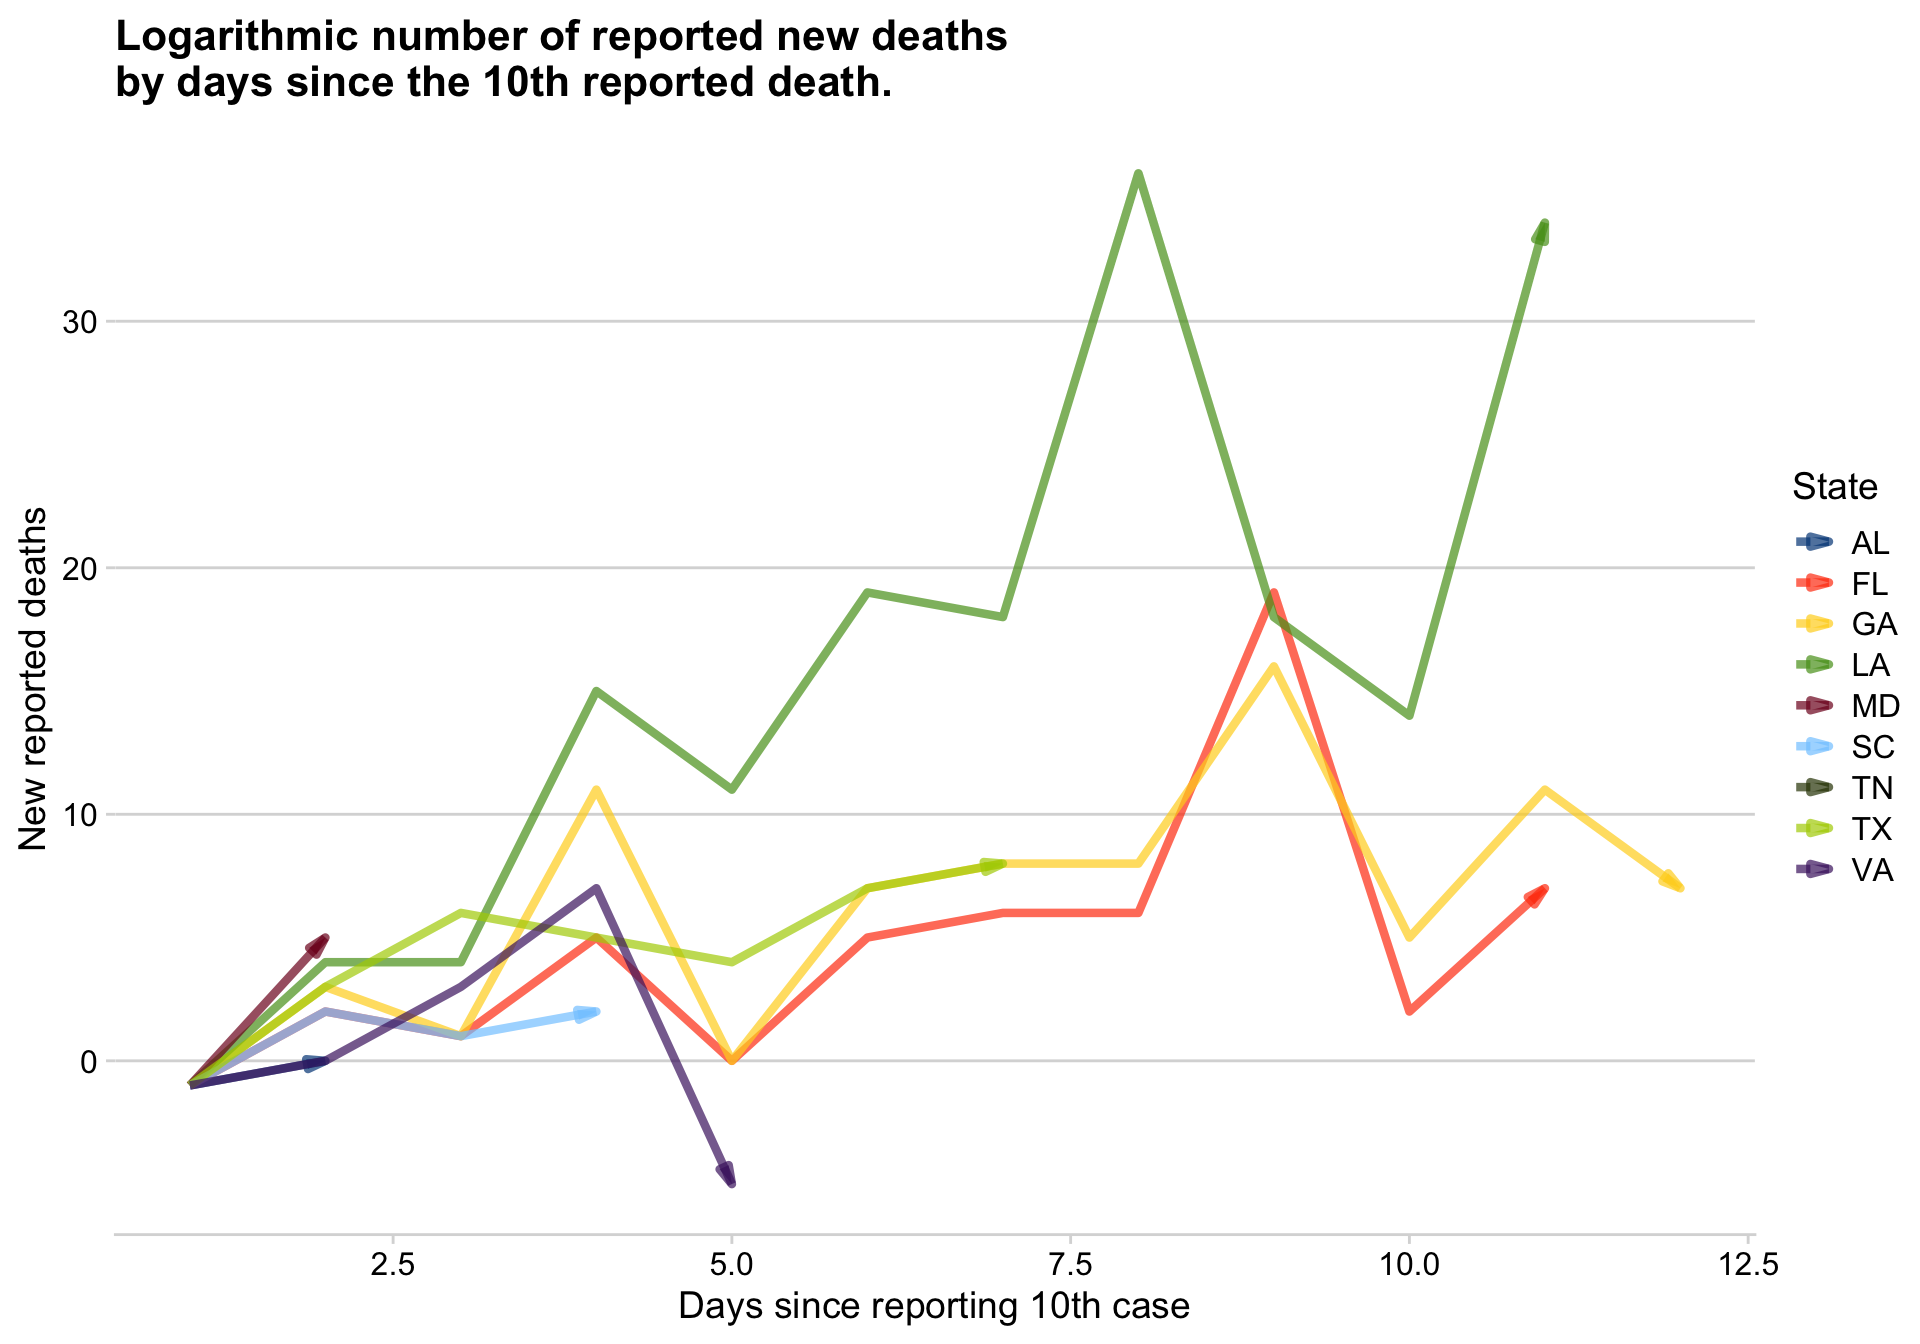 Logarithmic number of reported new deaths
by days since the 10th reported death.
New reported deaths
30
20
10
0
2.5
5.0
7.5
10.0
12.5
Days since reporting 10th case
State
AL
FL
GA
LA
MD
SC
TN
TX
VA